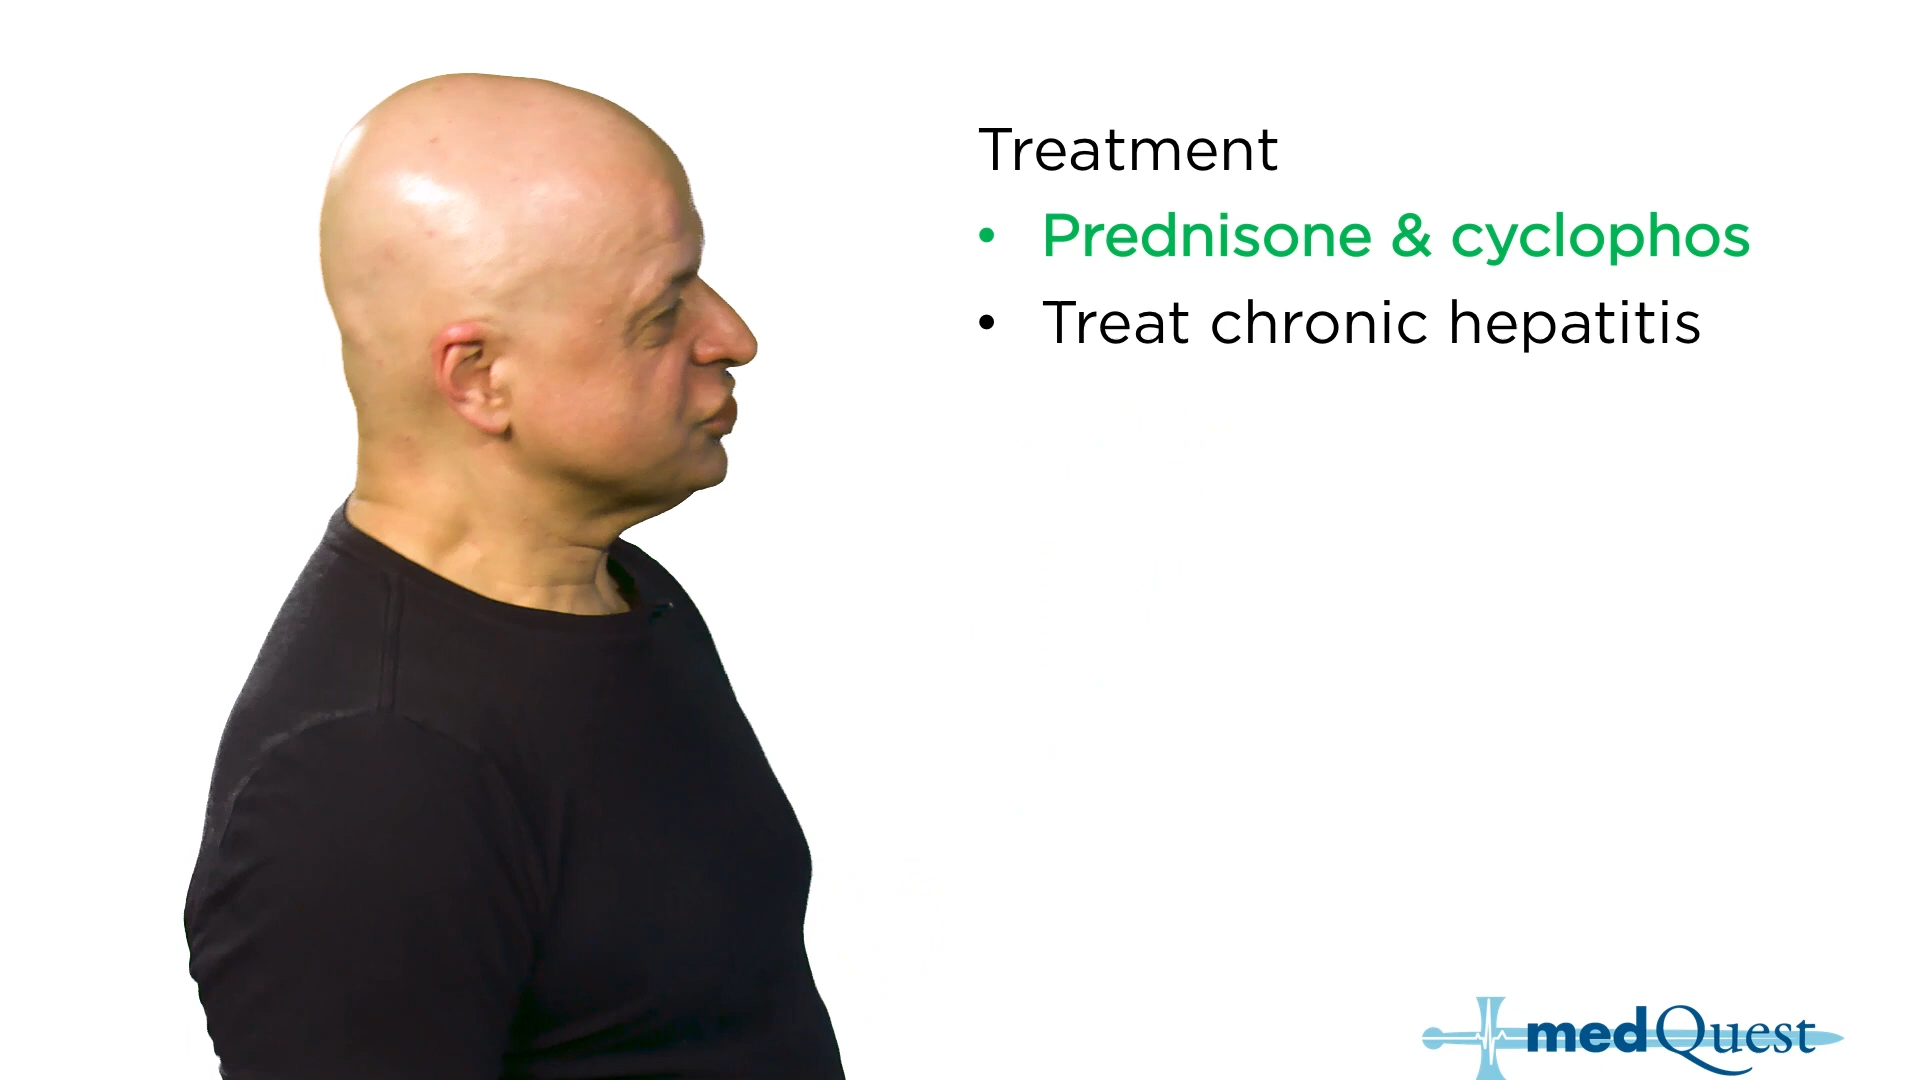 Treatment
• Prednisone & cyclophos
• Treat chronic hepatitis
medQuest